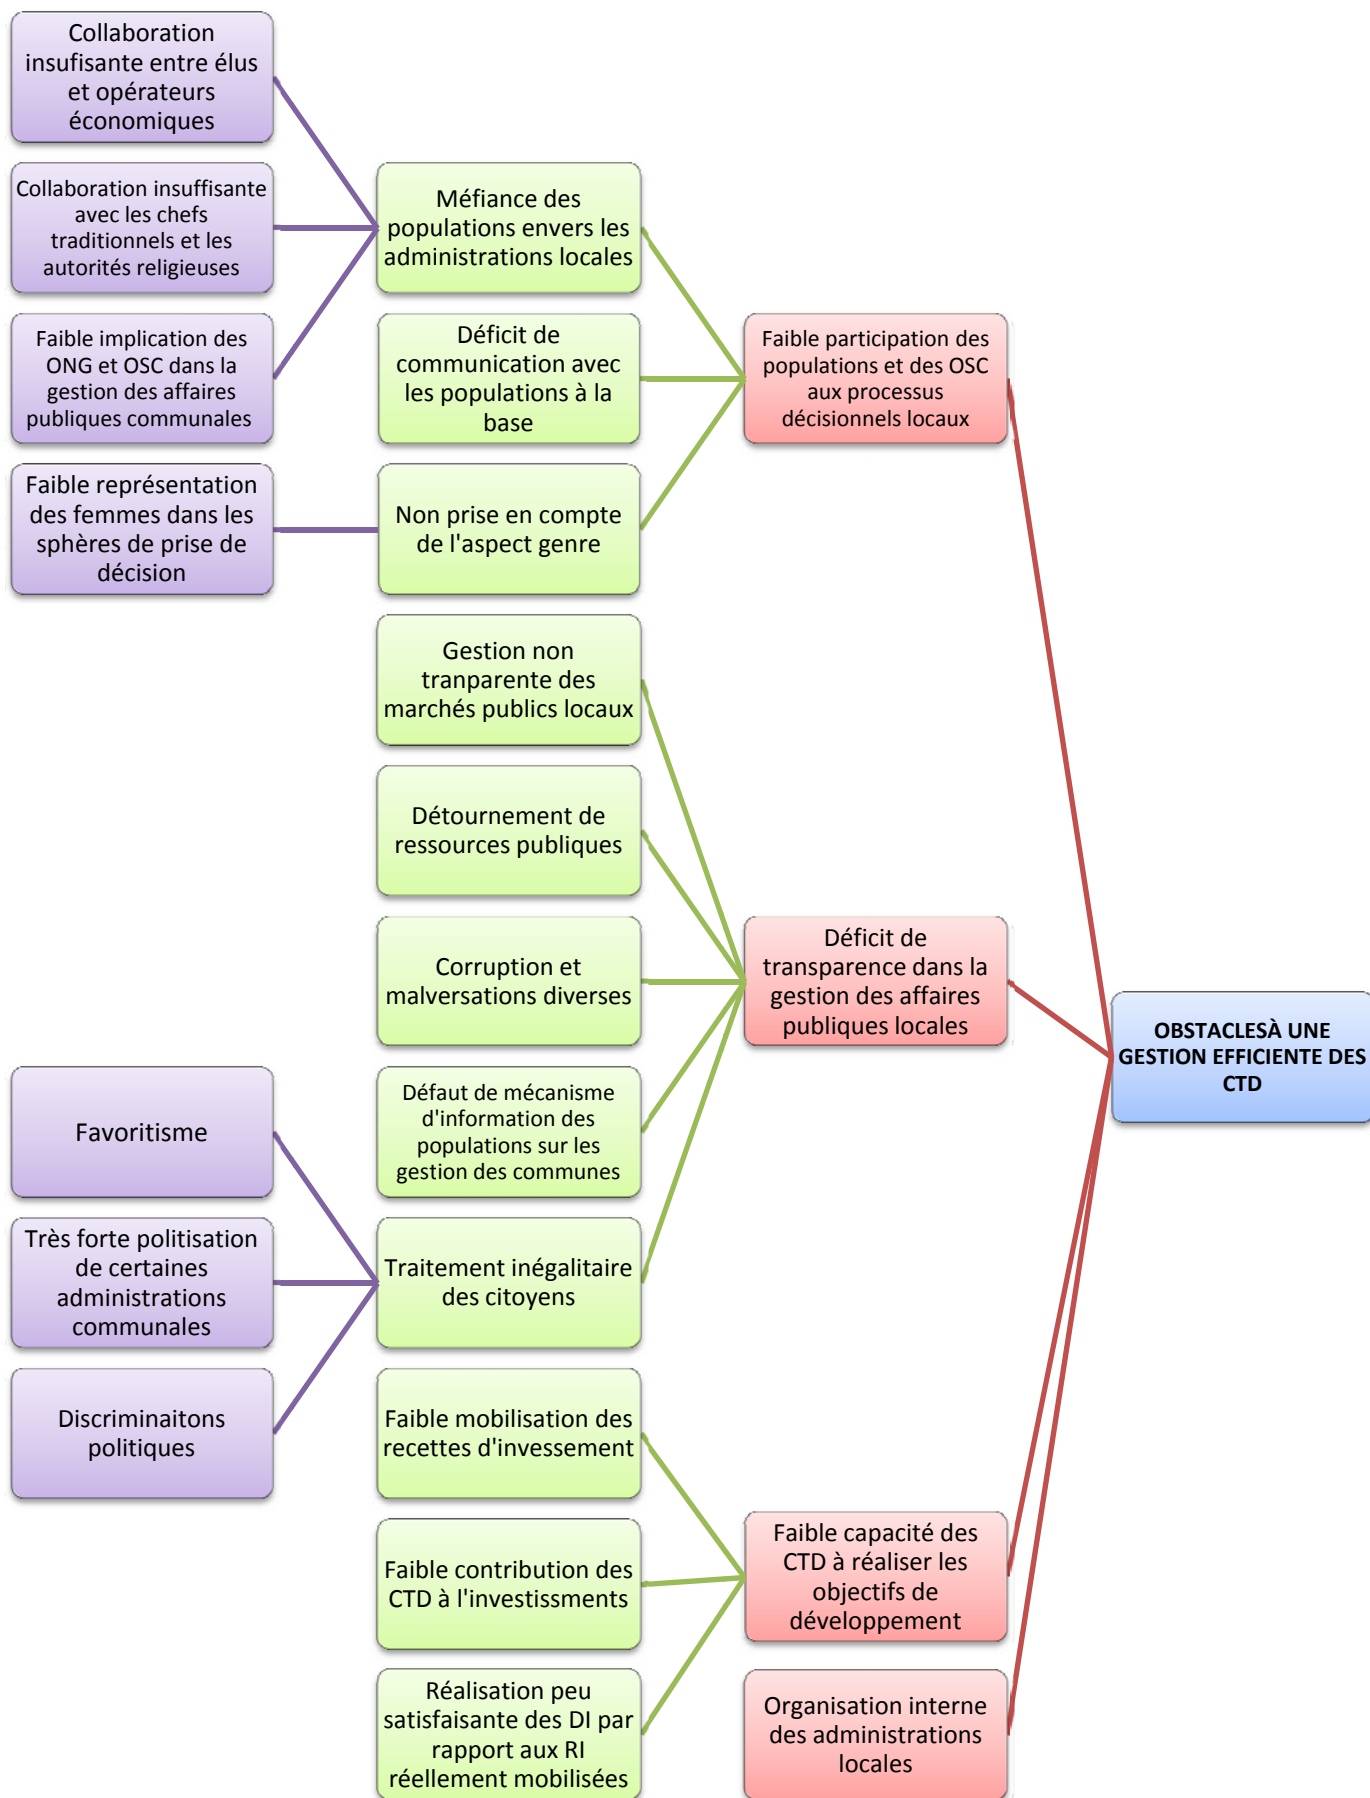 Collaboration
insufisante entre élus
et opérateurs
économiques
Collaboration insuffisante
avec les chefs
traditionnels et les
autorités religieuses
Faible implication des
ONG et OSC dans la
gestion des affaires
publiques communales
Faible représentation
des femmes dans les
sphères de prise de
décision
Favoritisme
Très forte politisation
de certaines
administrations
communales
Discriminaitons
politiques
Méfiance des
populations envers les
administrations locales
Déficit de
communication avec
les populations à la
base
Non prise en compte
de l'aspect genre
Gestion non
tranparente des
marchés publics locaux
Détournement de
ressources publiques
Corruption et
malversations diverses
Défaut de mécanisme
d'information des
populations sur les
gestion des communes
Traitement inégalitaire
des citoyens
Faible mobilisation des
recettes d'invessement
Faible contribution des
CTD à l'investissments
Réalisation peu
satisfaisante des DI par
rapport aux RI
réellement mobilisées
Faible participation des
populations et des OSC
aux processus
décisionnels locaux
Déficit de
transparence dans la
gestion des affaires
publiques locales
Faible capacité des
CTD à réaliser les
objectifs de
développement
Organisation interne
des administrations
locales
OBSTACLESÀ UNE
GESTION EFFICIENTE DES
CTD